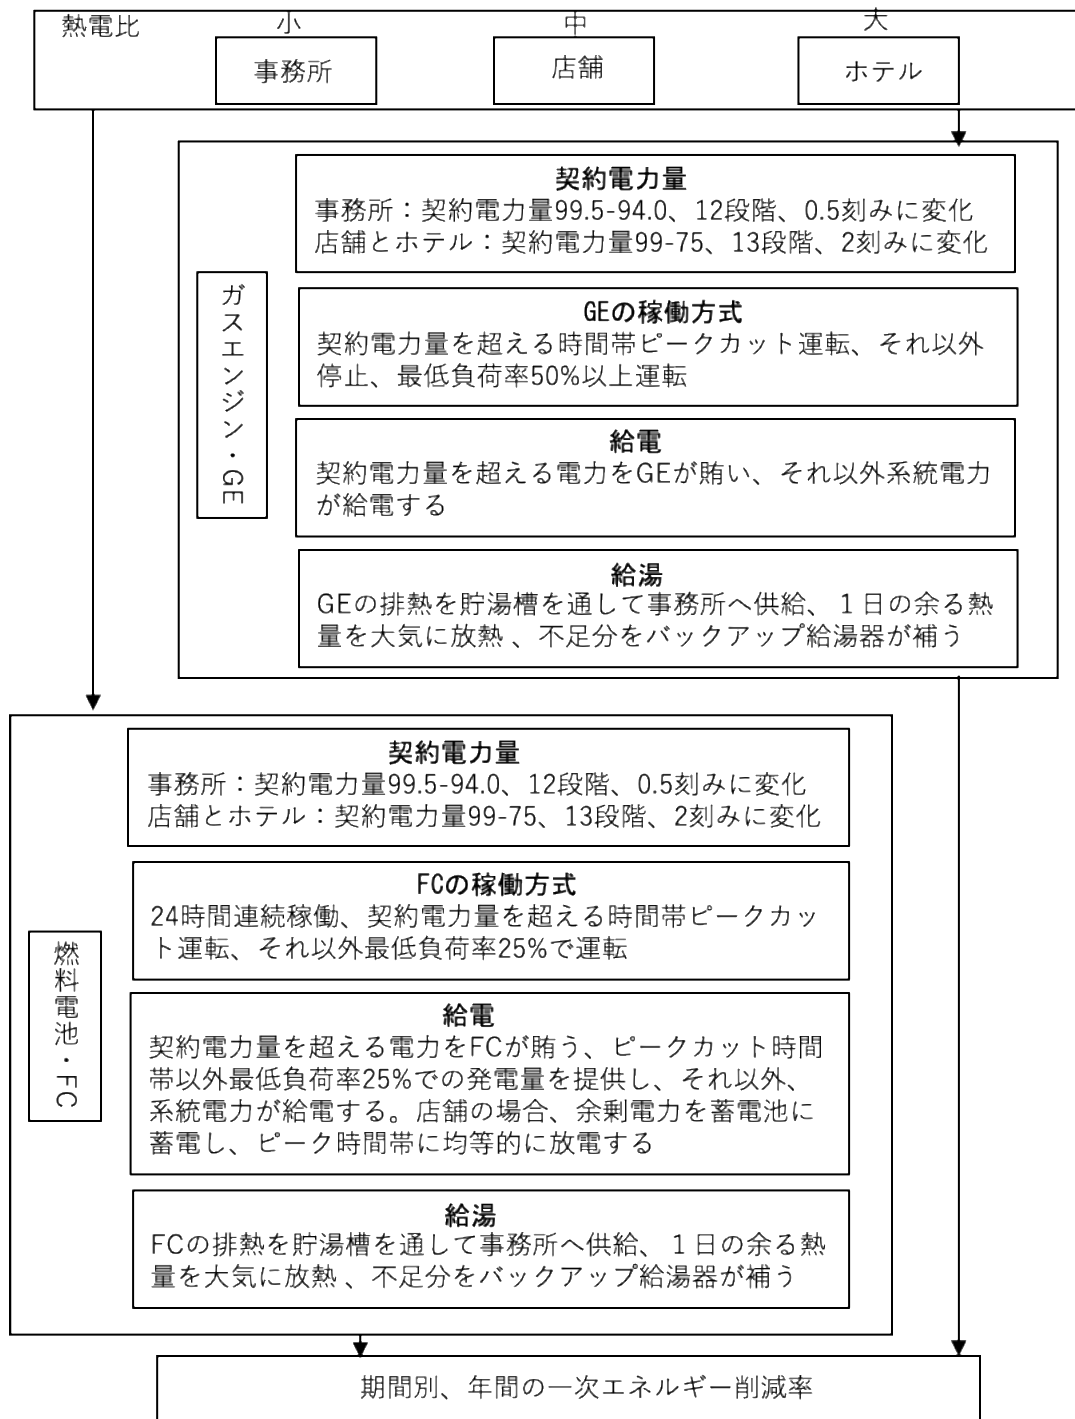 熱電比 小 中 大
事務所 店舗 ホテル
契約電力量
事務所：契約電力量99.5-94.0、12段階、0.5刻みに変化
店舗とホテル：契約電力量99-75、13段階、2刻みに変化
ガスエンジン・GE
GEの稼働方式
契約電力量を超える時間帯ピークカット運転、それ以外
停止、最低負荷率50%以上運転
給電
契約電力量を超える電力をGEが賄い、それ以外系統電力
が給電する
給湯
GEの排熱を貯湯槽を通して事務所へ供給、１日の余る熱
量を大気に放熱 、不足分をバックアップ給湯器が補う
契約電力量
事務所：契約電力量99.5-94.0、12段階、0.5刻みに変化
店舗とホテル：契約電力量99-75、13段階、2刻みに変化
燃料電池・FC
FCの稼働方式
24時間連続稼働、契約電力量を超える時間帯ピークカッ
ト運転、それ以外最低負荷率25%で運転
給電
契約電力量を超える電力をFCが賄う、ピークカット時間
帯以外最低負荷率25%での発電量を提供し、それ以外、
系統電力が給電する。店舗の場合、余剰電力を蓄電池に
蓄電し、ピーク時間帯に均等的に放電する
給湯
FCの排熱を貯湯槽を通して事務所へ供給、１日の余る熱
量を大気に放熱 、不足分をバックアップ給湯器が補う
期間別、年間の一次エネルギー削減率